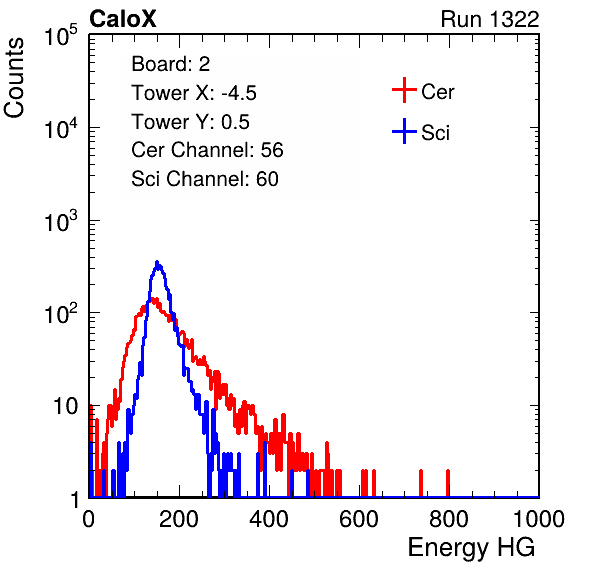 CaloX Run 1322
Counts
Board: 2
Tower X: -4.5
Tower Y: 0.5
Cer Channel: 56
Sci Channel: 60
Cer
Sci
10^5
10^4
10^3
10^2
10
1
0 200 400 600 800 1000
Energy HG